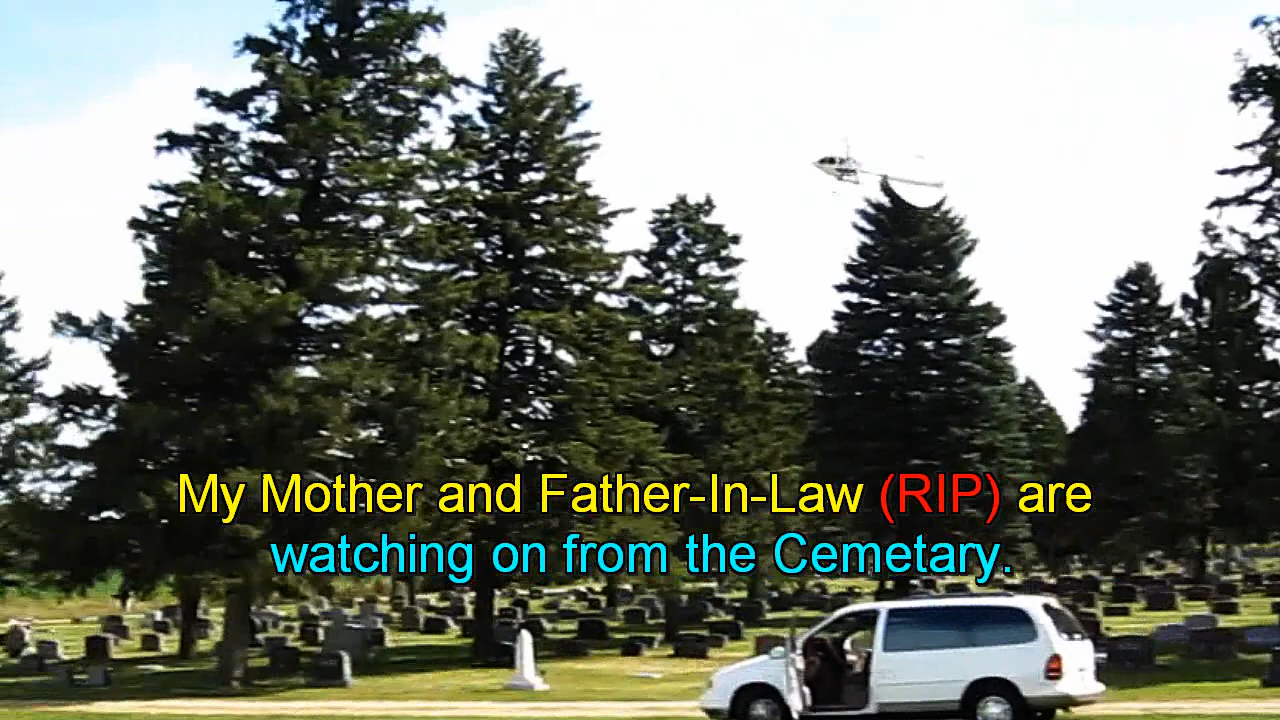 My Mother and Father-In-Law (RIP) are
watching on from the Cemetary.